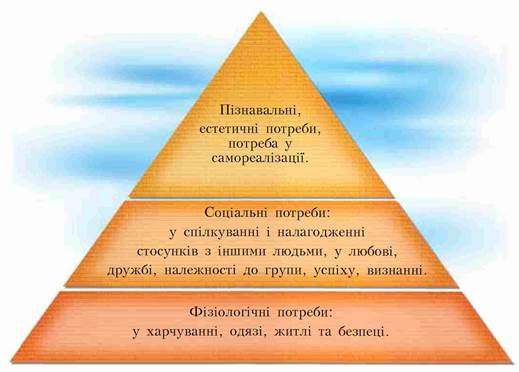 Пізнавальні,
естетичні потреби,
потреба у
самореалізації.
Соціальні потреби:
у спілкуванні і налагодженні
стосунків з іншими людьми, у любові,
дружбі, належності до групи, успіху, визнанні.
Фізіологічні потреби:
у харчуванні, одязі, житлі та безпеці.